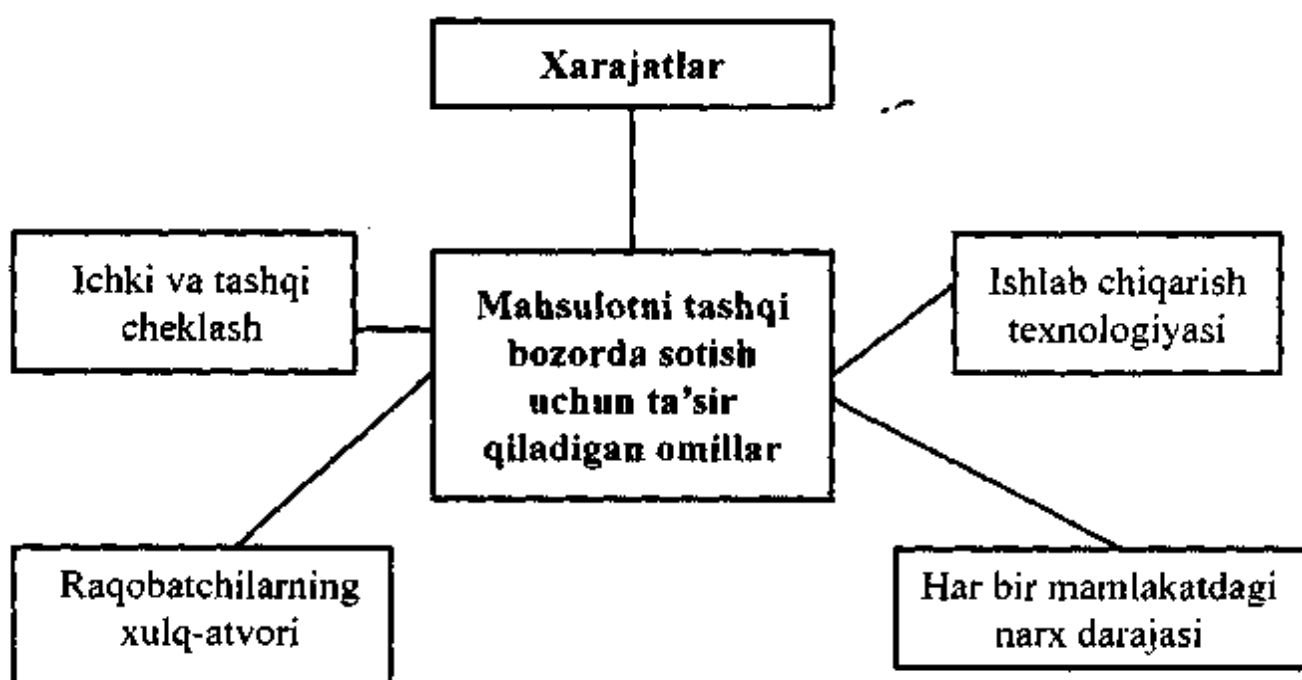 Xarajatlar
Ichki va tashqi
cheklash
Mahsulotni tashqi
bozorda sotish
uchun ta'sir
qiladigan omillar
Ishlab chiqarish
texnologiyasi
Raqobatchilarning
xulq-atvori
Har bir mamlakatdagi
narx darajasi